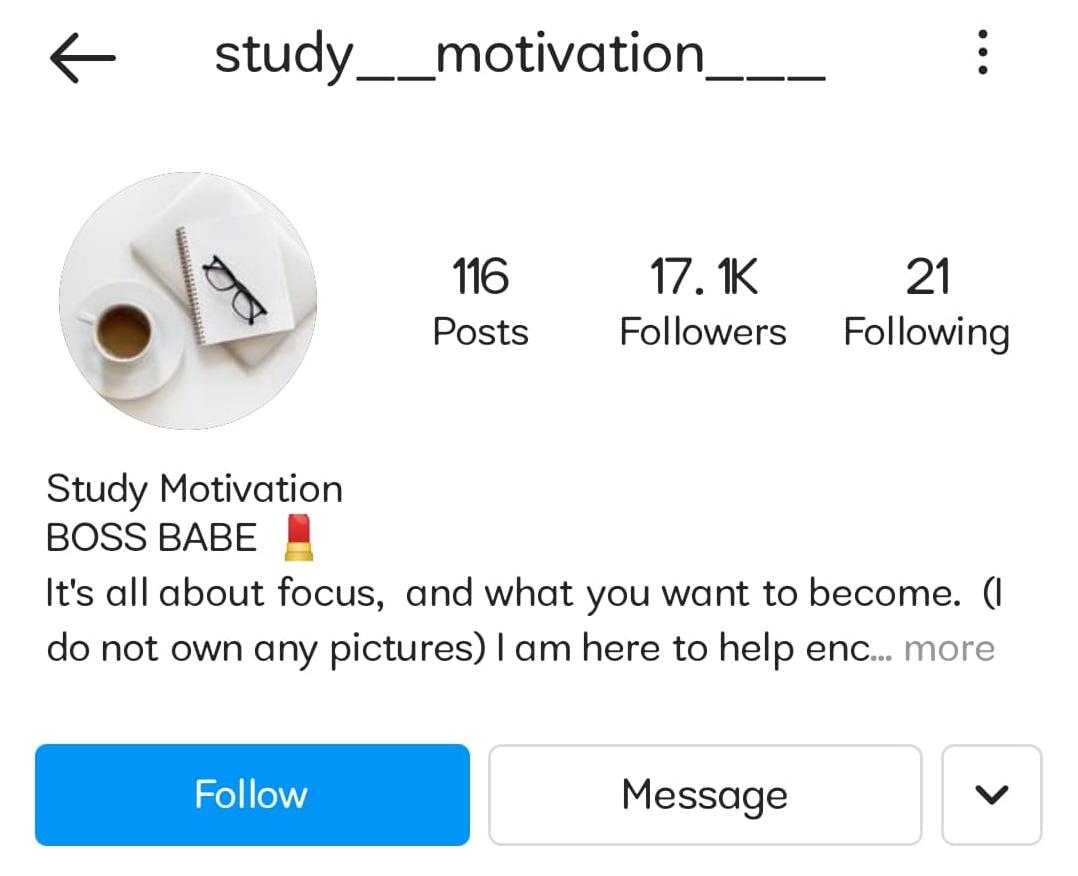 study__motivation___
116 17. 1K 21
Posts Followers Following
Study Motivation
BOSS BABE 💄
It's all about focus, and what you want to become. (I
do not own any pictures) I am here to help enc... more
Follow Message